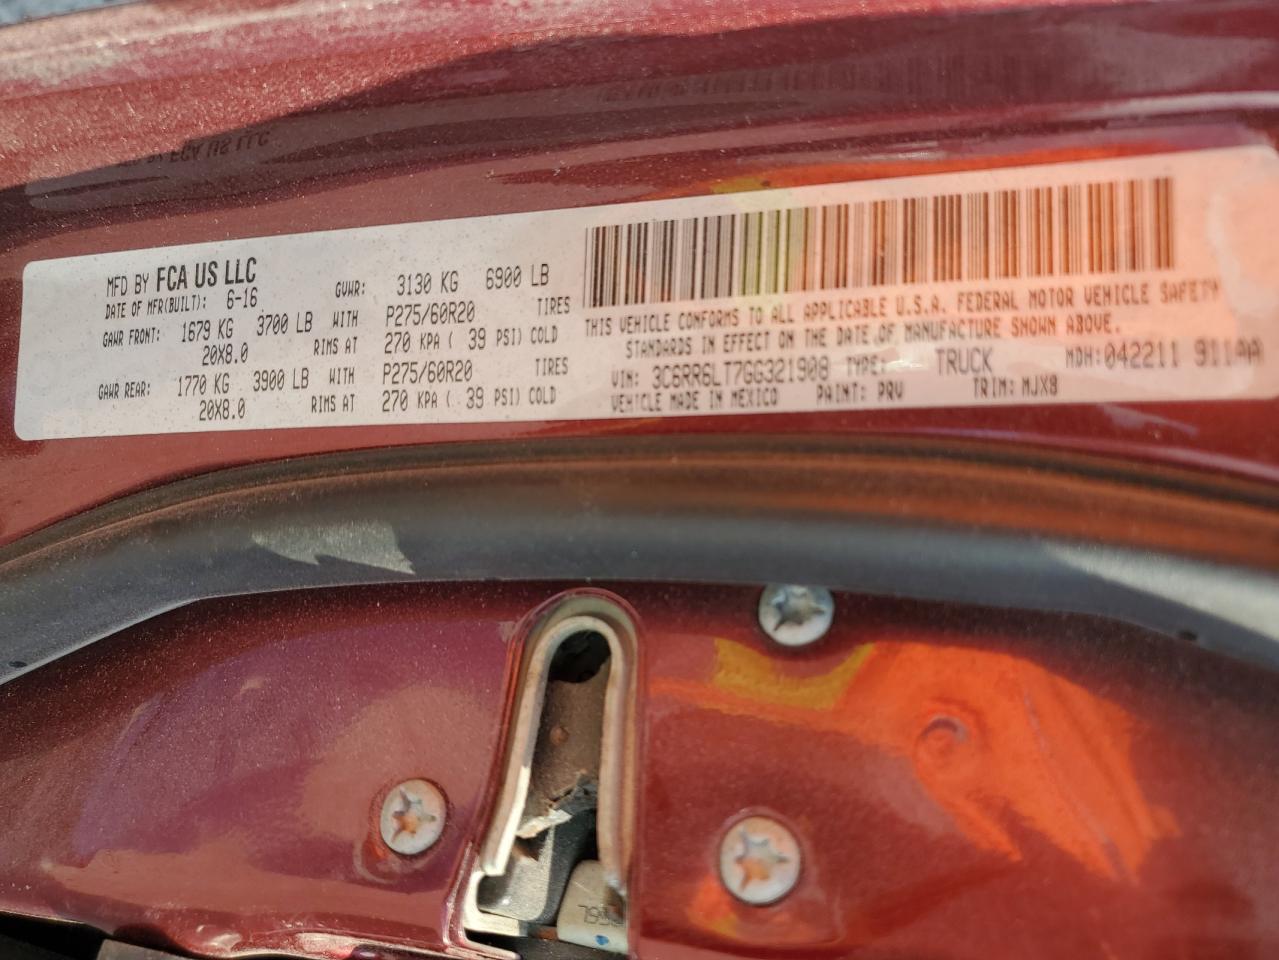 MFD BY FCA US LLC
DATE OF MFR(BUILT): 6-16 GVWR: 3130 KG 6900 LB
GAWR FRONT: 1679 KG 3700 LB WITH P275/60R20 TIRES
20X8.0 RIMS AT 270 KPA ( 39 PSI) COLD
GAWR REAR: 1770 KG 3900 LB WITH P275/60R20 TIRES
20X8.0 RIMS AT 270 KPA ( 39 PSI) COLD
THIS VEHICLE CONFORMS TO ALL APPLICABLE U.S.A. FEDERAL MOTOR VEHICLE SAFETY
STANDARDS IN EFFECT ON THE DATE OF MANUFACTURE SHOWN ABOVE.
VIN: 3C6RR6LT7GG321908 TYPE: TRUCK MDH:042211 911AA
VEHICLE MADE IN MEXICO PAINT: PRV TRIM: MJX8